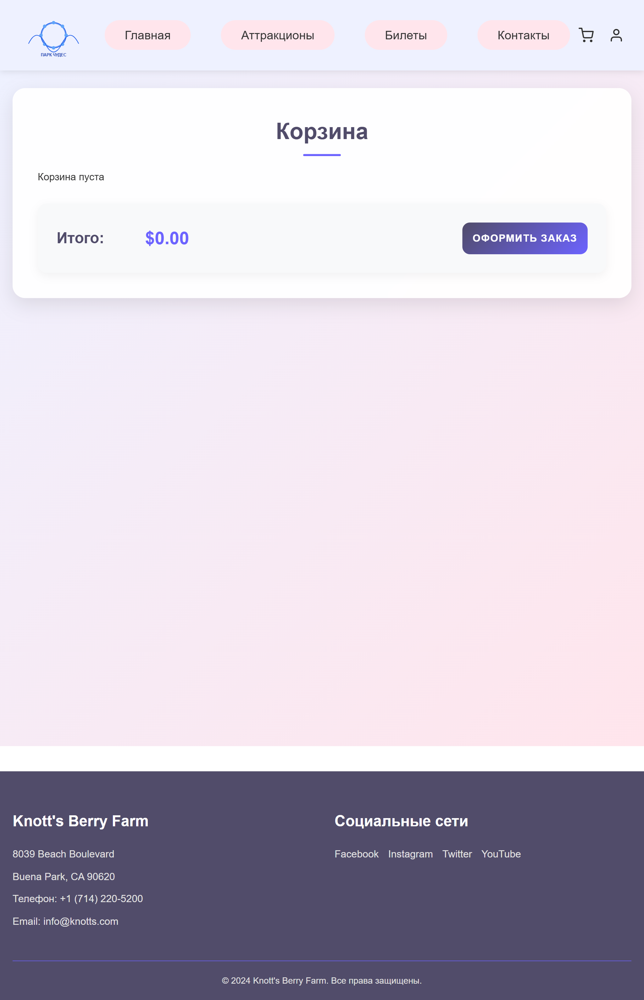 ПАРК ЧУДЕС
Главная
Аттракционы
Билеты
Контакты
Корзина
Корзина пуста
Итого:
$0.00
ОФОРМИТЬ ЗАКАЗ
Knott's Berry Farm
8039 Beach Boulevard
Buena Park, CA 90620
Телефон: +1 (714) 220-5200
Email: info@knotts.com
Социальные сети
Facebook Instagram Twitter YouTube
© 2024 Knott's Berry Farm. Все права защищены.